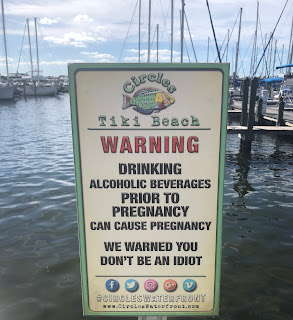 Circles
Tiki Beach
WARNING
DRINKING
ALCOHOLIC BEVERAGES
PRIOR TO
PREGNANCY
CAN CAUSE PREGNANCY
WE WARNED YOU
DON'T BE AN IDIOT
#CIRCLESWATERFRONT
www.CirclesWaterfront.com